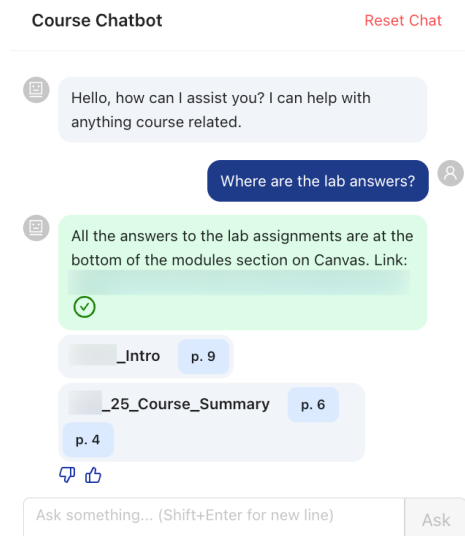 Course Chatbot
Reset Chat
Hello, how can I assist you? I can help with
anything course related.
Where are the lab answers?
All the answers to the lab assignments are at the
bottom of the modules section on Canvas. Link:
_Intro
p. 9
_25_Course_Summary
p. 6
p. 4
Ask something... (Shift+Enter for new line)
Ask